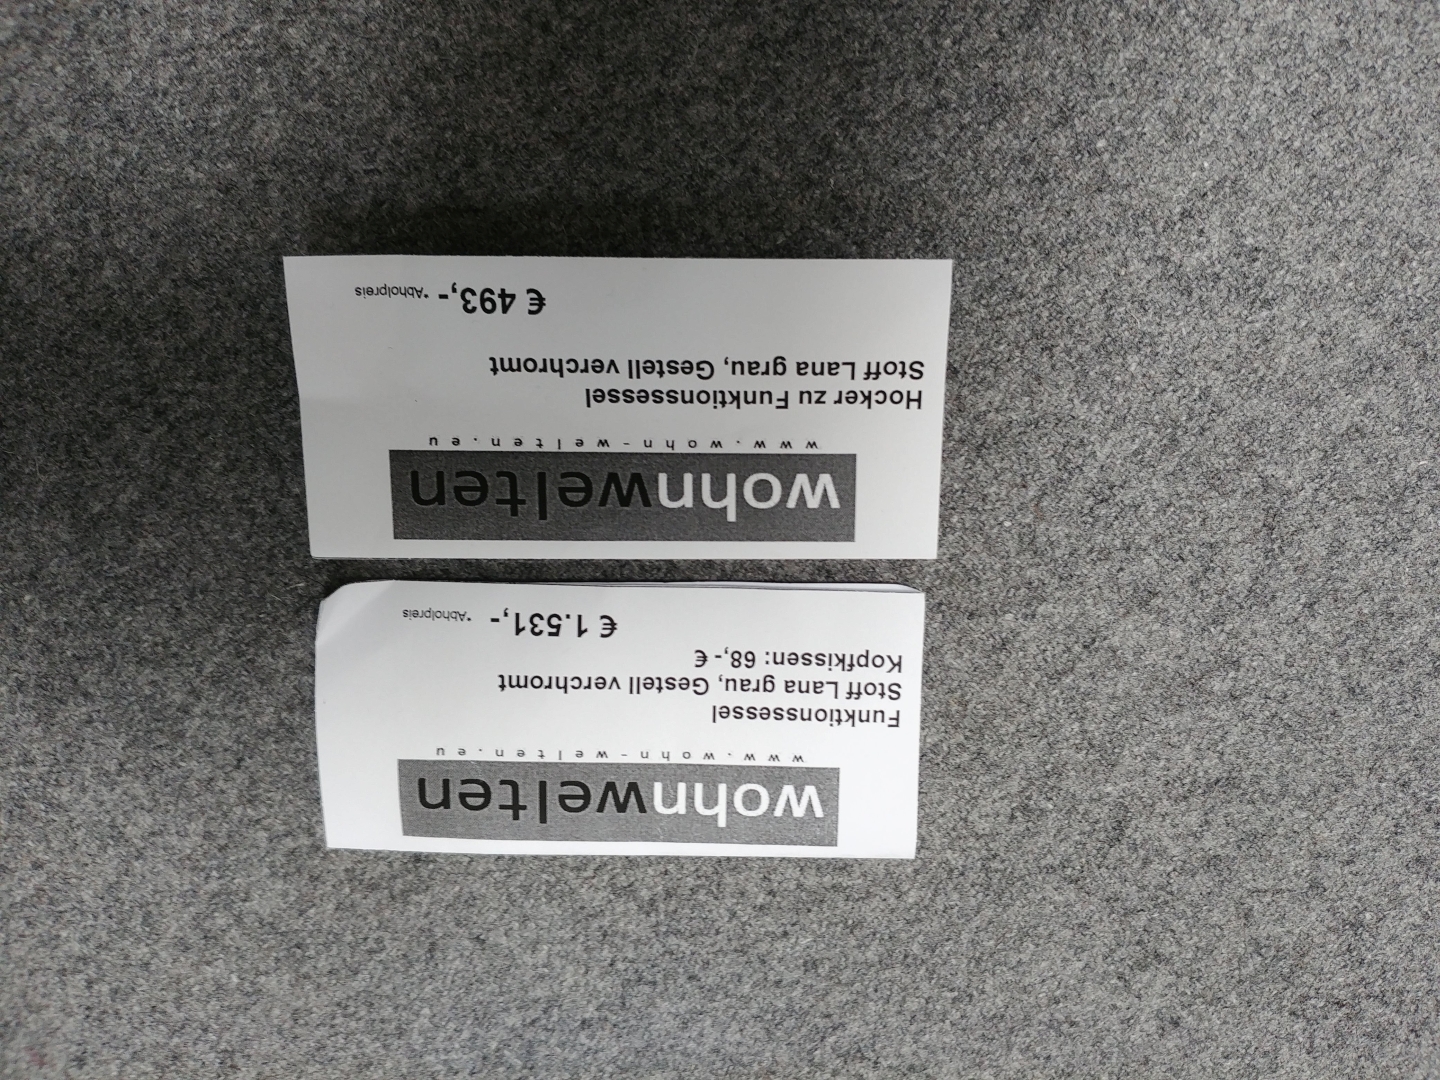 wohnwelten
www.wohn-welten.eu
Funktionssessel
Stoff Lana grau, Gestell verchromt
Kopfkissen: 68,- €
€ 1.531,- *Abholpreis
wohnwelten
www.wohn-welten.eu
Hocker zu Funktionssessel
Stoff Lana grau, Gestell verchromt
€ 493,- *Abholpreis